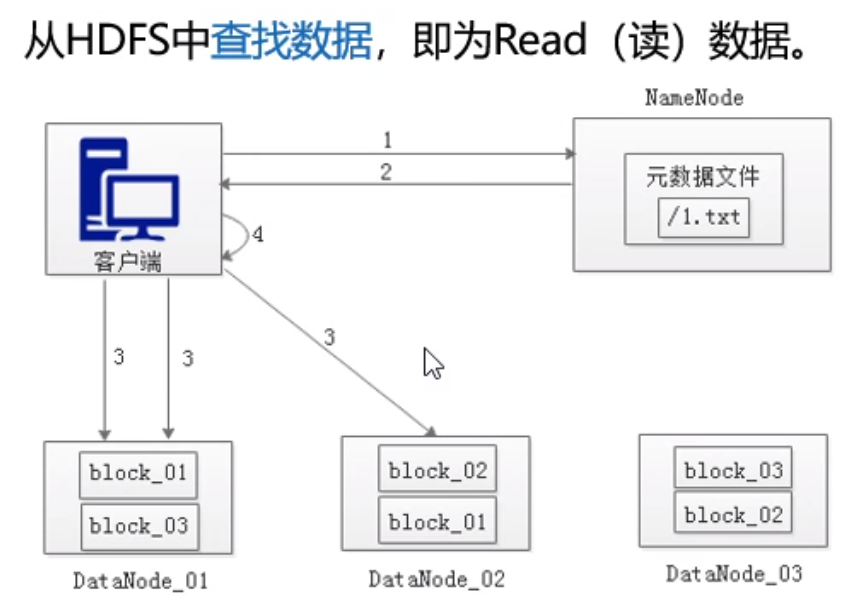 从HDFS中查找数据，即为Read（读）数据。
NameNode
1
2
元数据文件
/1.txt
4
客户端
3
3
3
block_01
block_03
DataNode_01
block_02
block_01
DataNode_02
block_03
block_02
DataNode_03